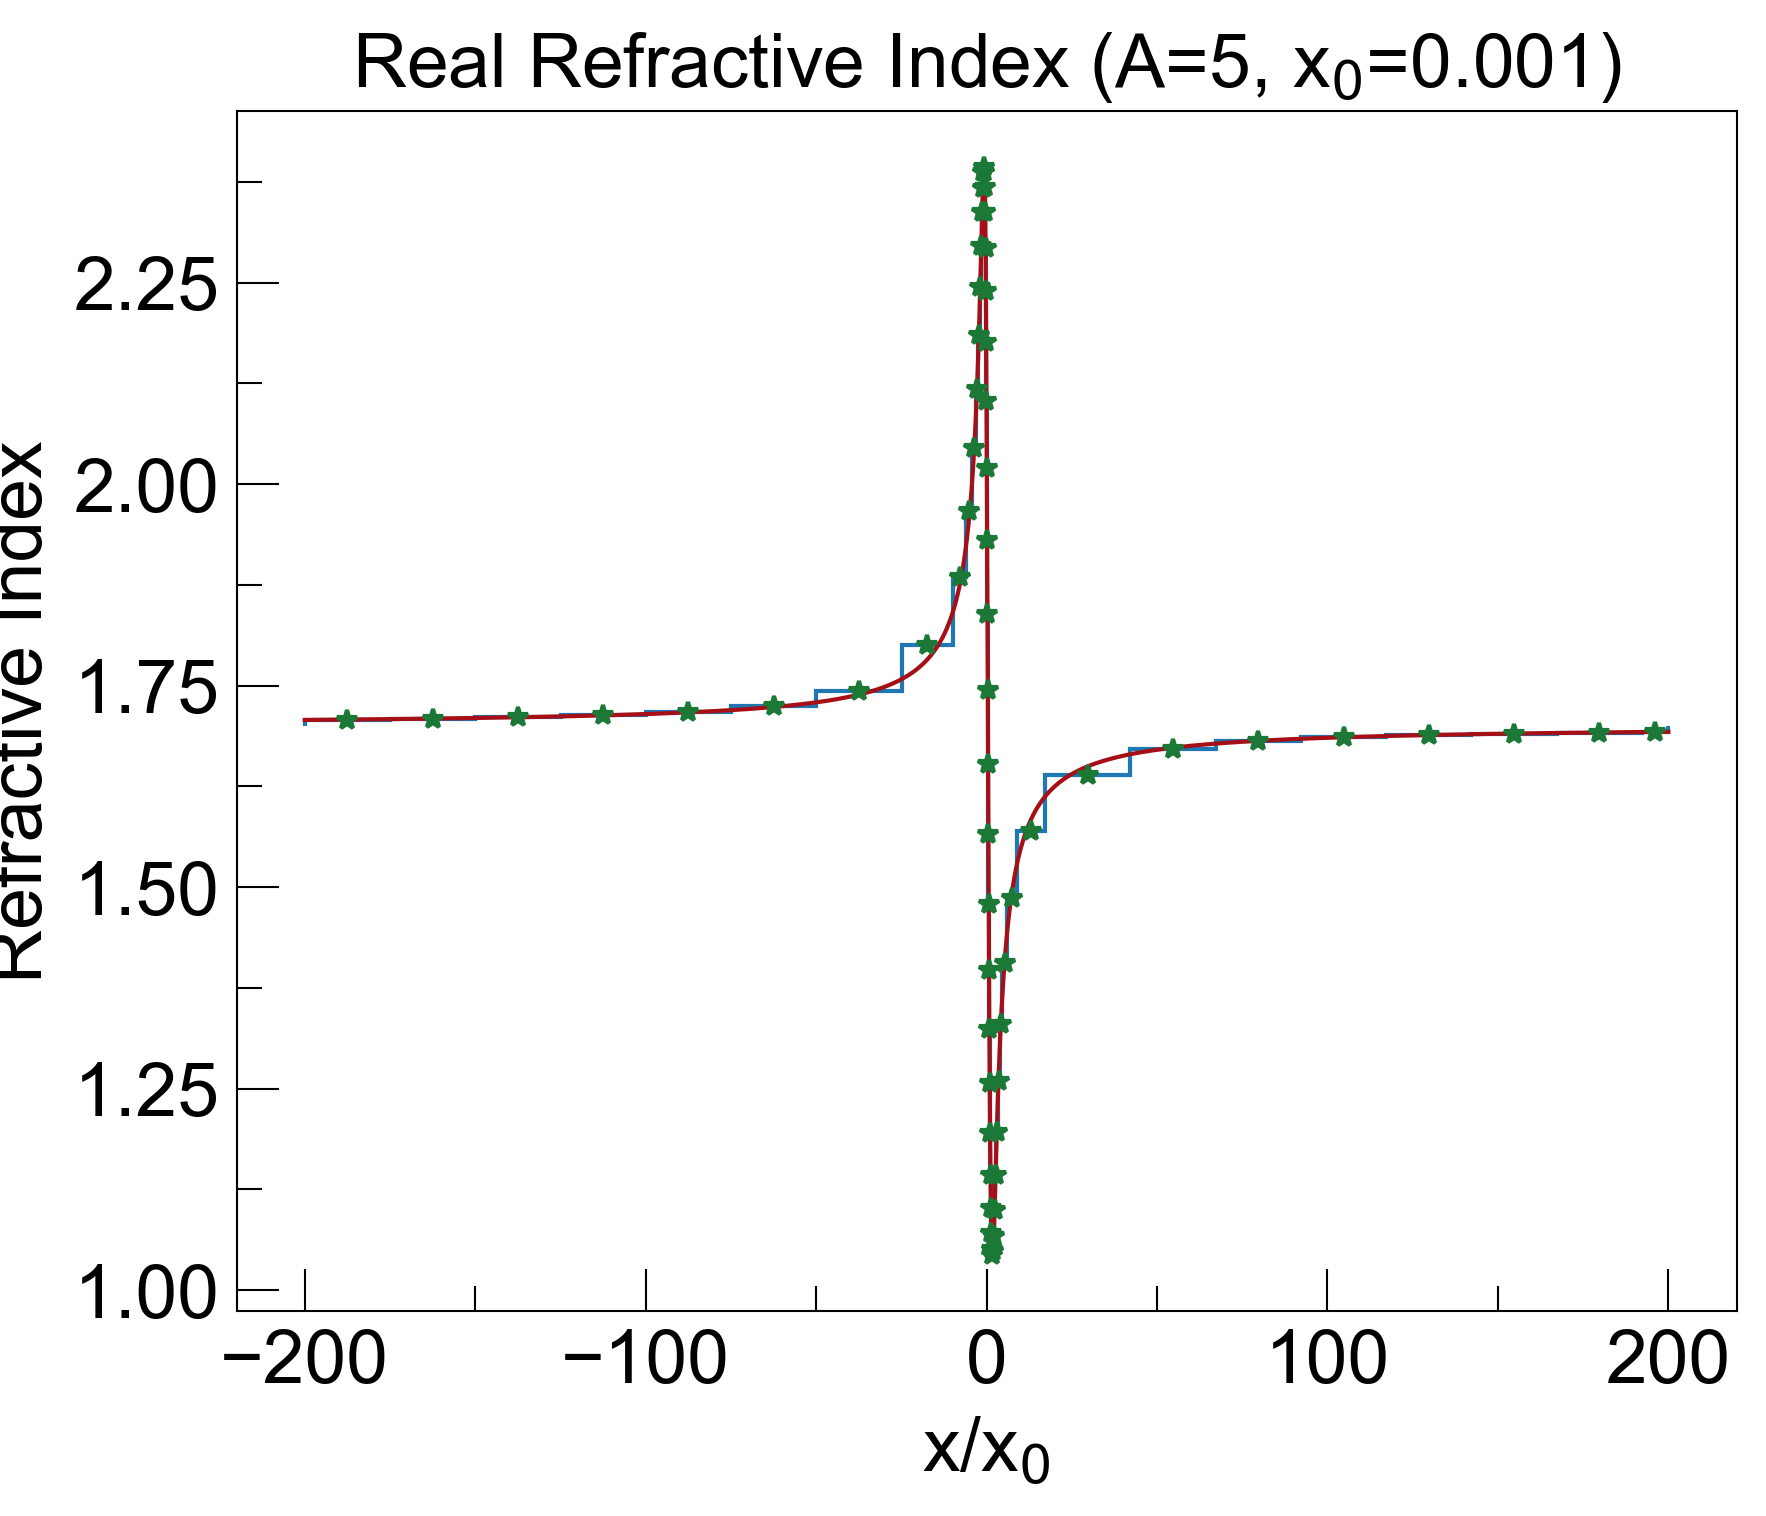 Real Refractive Index (A=5, x₀=0.001)
Refractive Index
2.25
2.00
1.75
1.50
1.25
1.00
−200 −100 0 100 200
x/x₀